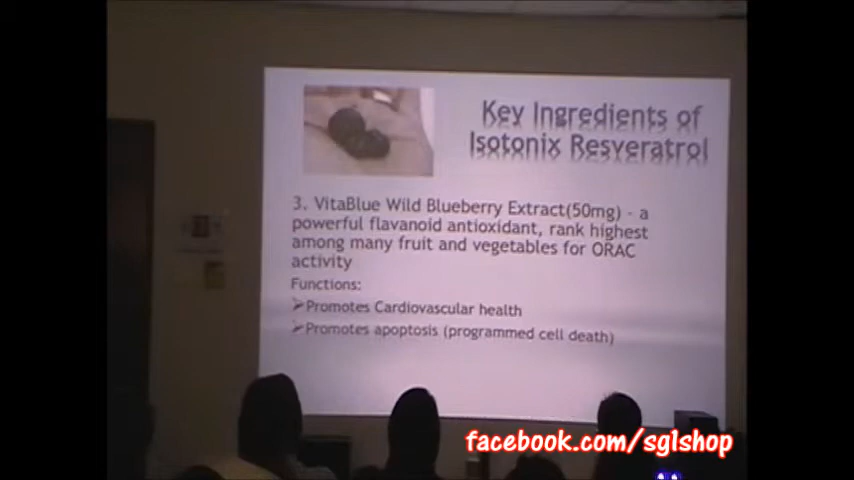 Key Ingredients of
Isotonix Resveratrol
3. VitaBlue Wild Blueberry Extract(50mg) - a
powerful flavanoid antioxidant, rank highest
among many fruit and vegetables for ORAC
activity
Functions:
➢Promotes Cardiovascular health
➢Promotes apoptosis (programmed cell death)
facebook.com/sg1shop